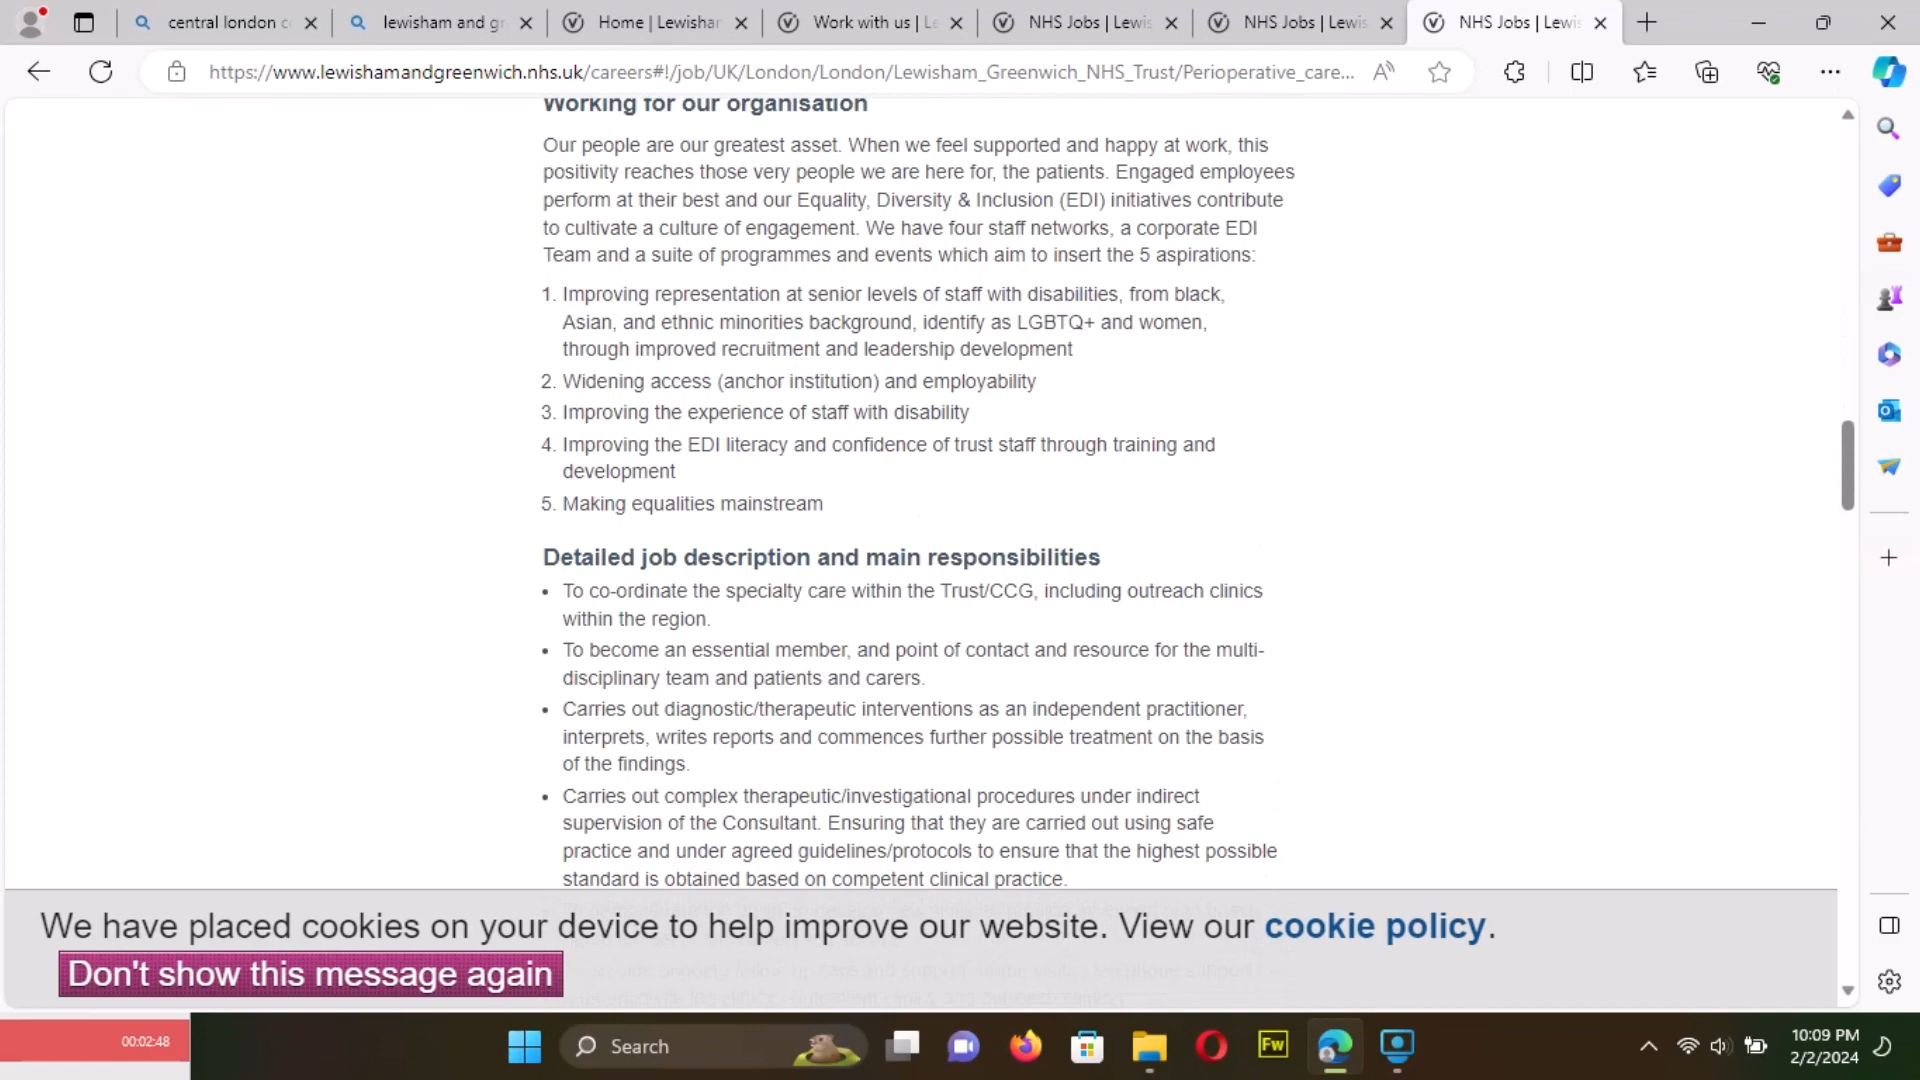 central london c
lewisham and gr
Home | Lewishar
Work with us | Le
NHS Jobs | Lewis
NHS Jobs | Lewis
NHS Jobs | Lewis
https://www.lewishamandgreenwich.nhs.uk/careers#!/job/UK/London/London/Lewisham_Greenwich_NHS_Trust/Perioperative_care...
Working for our organisation
Our people are our greatest asset. When we feel supported and happy at work, this
positivity reaches those very people we are here for, the patients. Engaged employees
perform at their best and our Equality, Diversity & Inclusion (EDI) initiatives contribute
to cultivate a culture of engagement. We have four staff networks, a corporate EDI
Team and a suite of programmes and events which aim to insert the 5 aspirations:
1. Improving representation at senior levels of staff with disabilities, from black,
Asian, and ethnic minorities background, identify as LGBTQ+ and women,
through improved recruitment and leadership development
2. Widening access (anchor institution) and employability
3. Improving the experience of staff with disability
4. Improving the EDI literacy and confidence of trust staff through training and
development
5. Making equalities mainstream
Detailed job description and main responsibilities
• To co-ordinate the specialty care within the Trust/CCG, including outreach clinics
within the region.
• To become an essential member, and point of contact and resource for the multi-
disciplinary team and patients and carers.
• Carries out diagnostic/therapeutic interventions as an independent practitioner,
interprets, writes reports and commences further possible treatment on the basis
of the findings.
• Carries out complex therapeutic/investigational procedures under indirect
supervision of the Consultant. Ensuring that they are carried out using safe
practice and under agreed guidelines/protocols to ensure that the highest possible
standard is obtained based on competent clinical practice.
We have placed cookies on your device to help improve our website. View our cookie policy.
Don't show this message again
00:02:48
Search
Fw
10:09 PM
2/2/2024